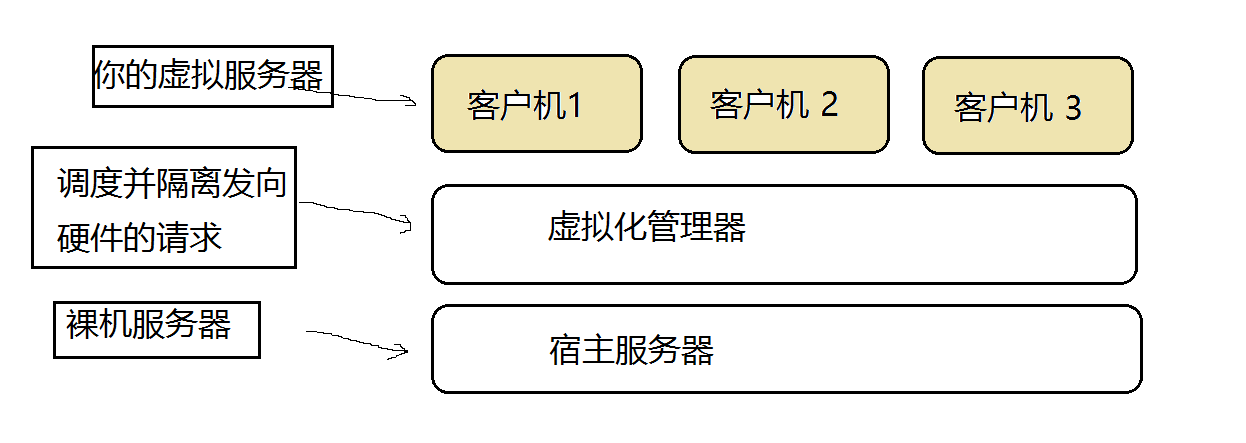 你的虚拟服务器
客户机1
客户机 2
客户机 3
调度并隔离发向
硬件的请求
虚拟化管理器
裸机服务器
宿主服务器